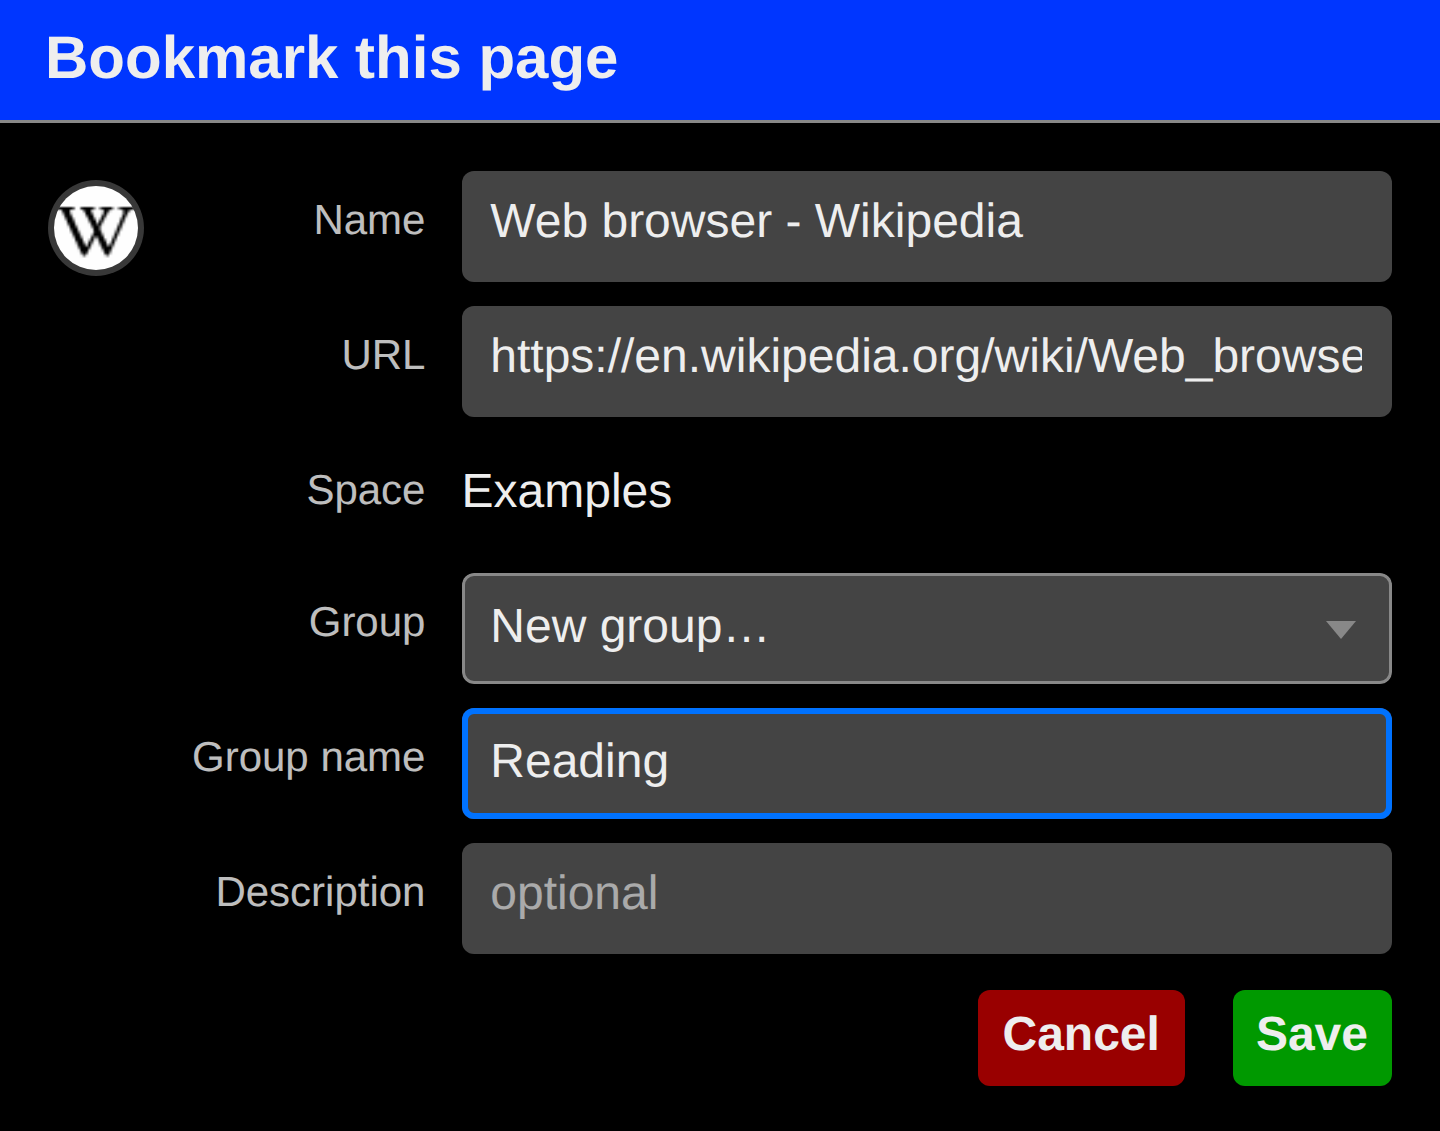 Bookmark this page
W
Name
Web browser - Wikipedia
URL
https://en.wikipedia.org/wiki/Web_browse
Space
Examples
Group
New group…
Group name
Reading
Description
optional
Cancel
Save